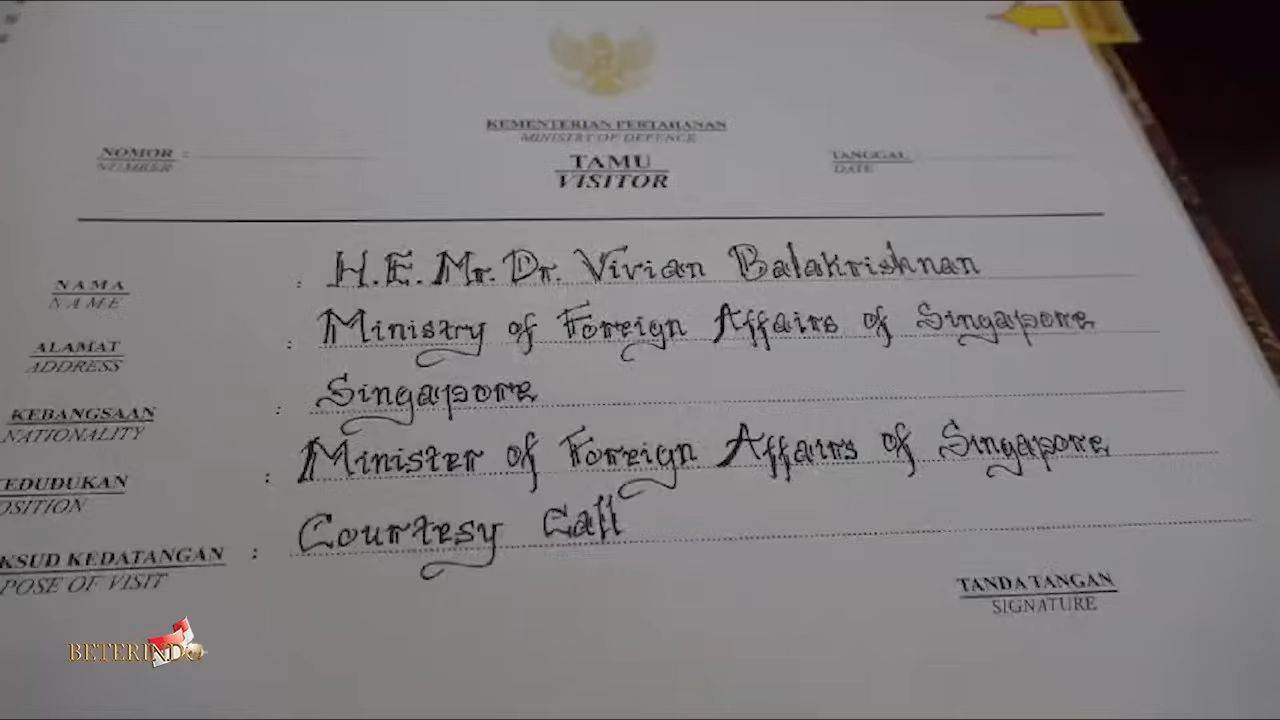 KEMENTERIAN PERTAHANAN
MINISTRY OF DEFENCE
NOMOR :
NUMBER
TAMU
VISITOR
TANGGAL
DATE
NAMA : H.E. Mr. Dr. Vivian Balakrishnan
NAME
ALAMAT : Ministry of Foreign Affairs of Singapore
ADDRESS
KEBANGSAAN : Singapore
NATIONALITY
EDUDUKAN : Minister of Foreign Affairs of Singapore
OSITION
KSUD KEDATANGAN : Courtesy Call
POSE OF VISIT
TANDA TANGAN
SIGNATURE
BETERINDO